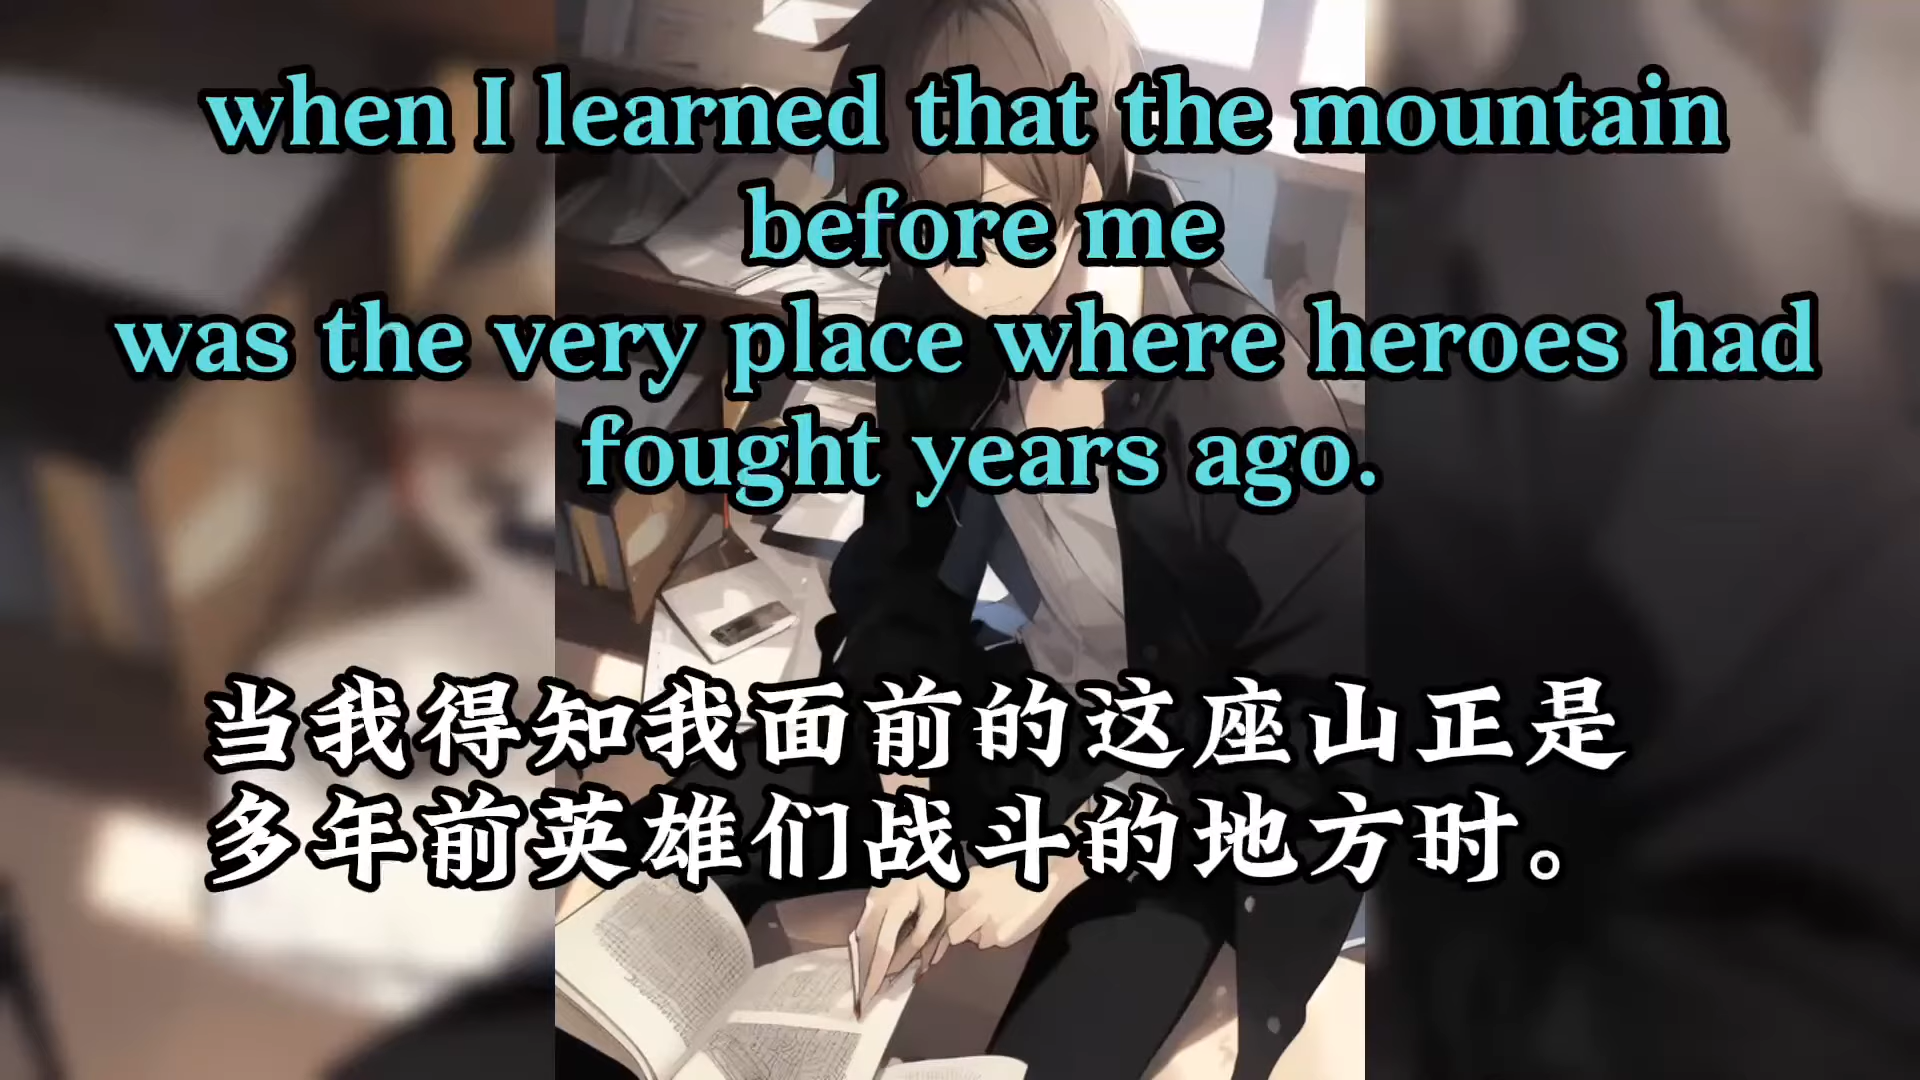 when I learned that the mountain
before me
was the very place where heroes had
fought years ago.
当我得知我面前的这座山正是
多年前英雄们战斗的地方时。